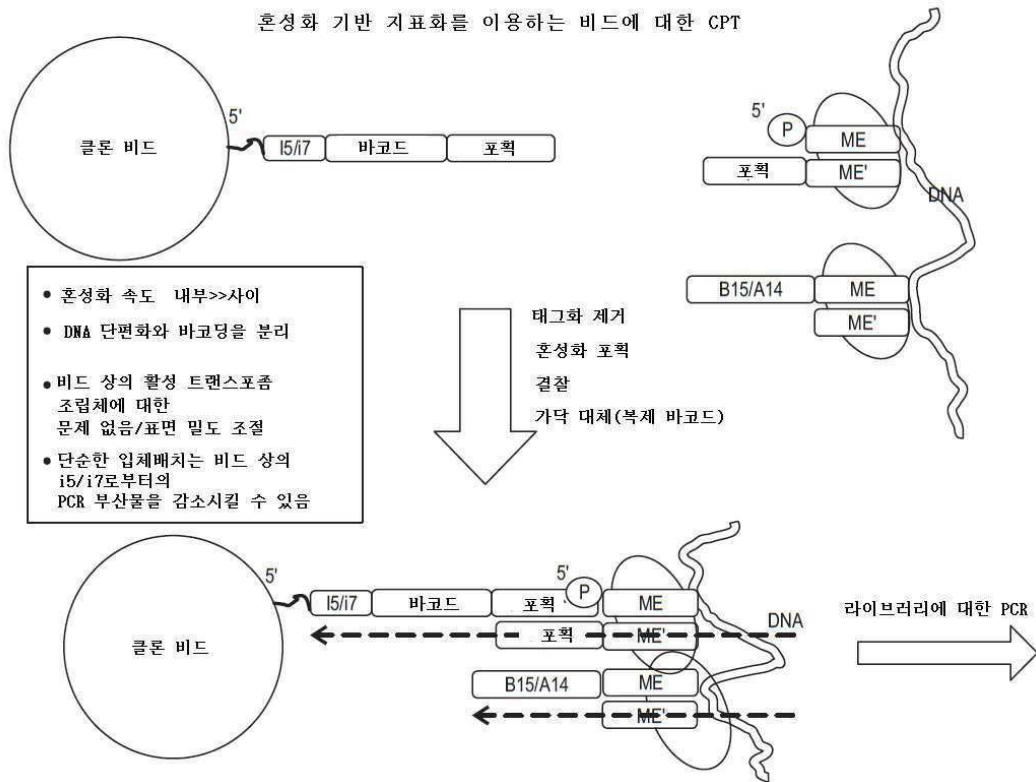 혼성화 기반 지표화를 이용하는 비드에 대한 CPT
5'
클론 비드
I5/i7 바코드 포획
5'
P ME
포획 ME'
DNA
B15/A14 ME
ME'
• 혼성화 속도 내부>>사이
• DNA 단편화와 바코딩을 분리
• 비드 상의 활성 트랜스포좀
조립체에 대한
문제 없음/표면 밀도 조절
• 단순한 입체배치는 비드 상의
i5/i7로부터의
PCR 부산물을 감소시킬 수 있음
태그화 제거
혼성화 포획
결찰
가닥 대체(복제 바코드)
5'
클론 비드
5'
I5/i7 바코드 포획 P ME
포획 ME'
DNA
B15/A14 ME
ME'
라이브러리에 대한 PCR